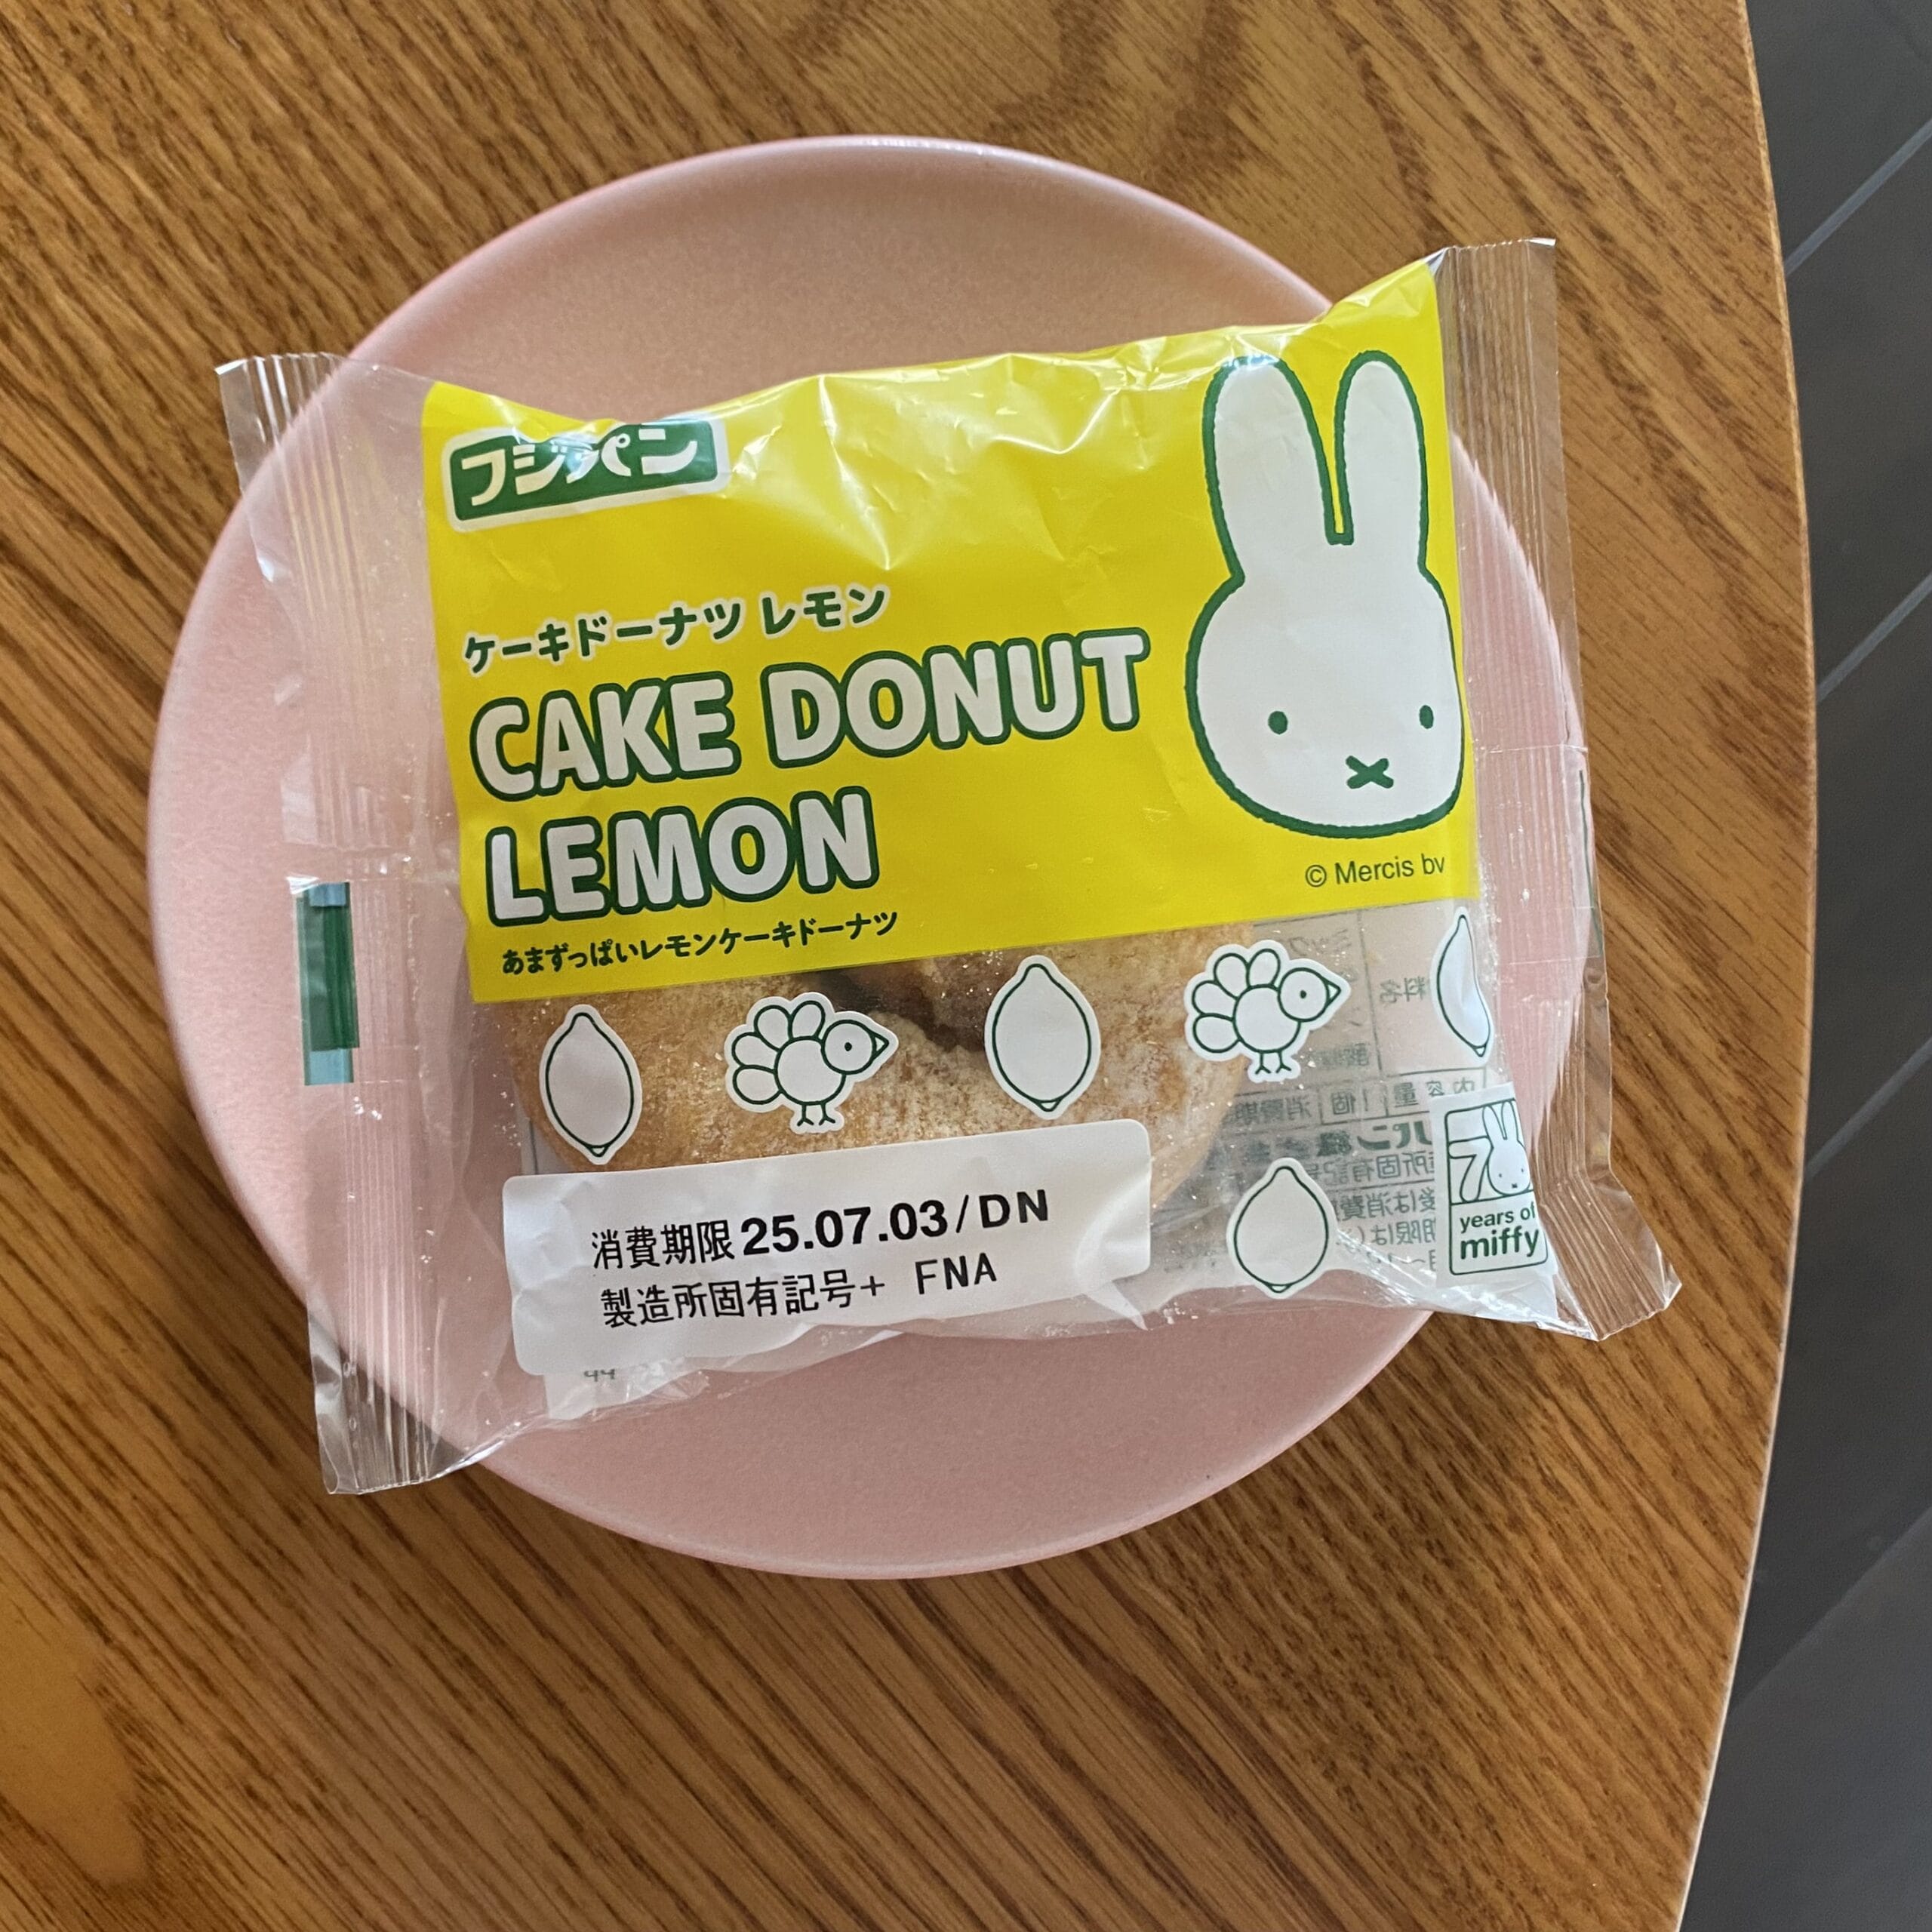 フジパン
ケーキドーナツ レモン
CAKE DONUT
LEMON
あまずっぱいレモンケーキドーナツ
© Mercis bv
70
years of
miffy
消費期限 25.07.03/DN
製造所固有記号+ FNA